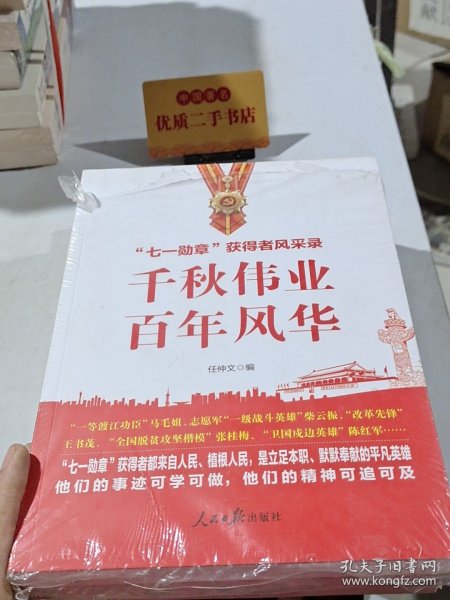 中国著名
优质二手书店
“七一勋章”获得者风采录
千秋伟业
百年风华
任仲文 编
“一等渡江功臣”马毛姐、志愿军“一级战斗英雄”柴云振、“改革先锋”
王书茂、“全国脱贫攻坚楷模”张桂梅、“卫国戍边英雄”陈红军……
“七一勋章”获得者都来自人民、植根人民，是立足本职、默默奉献的平凡英雄
他们的事迹可学可做，他们的精神可追可及
人民日报出版社
孔夫子旧书网
www.kongfz.com